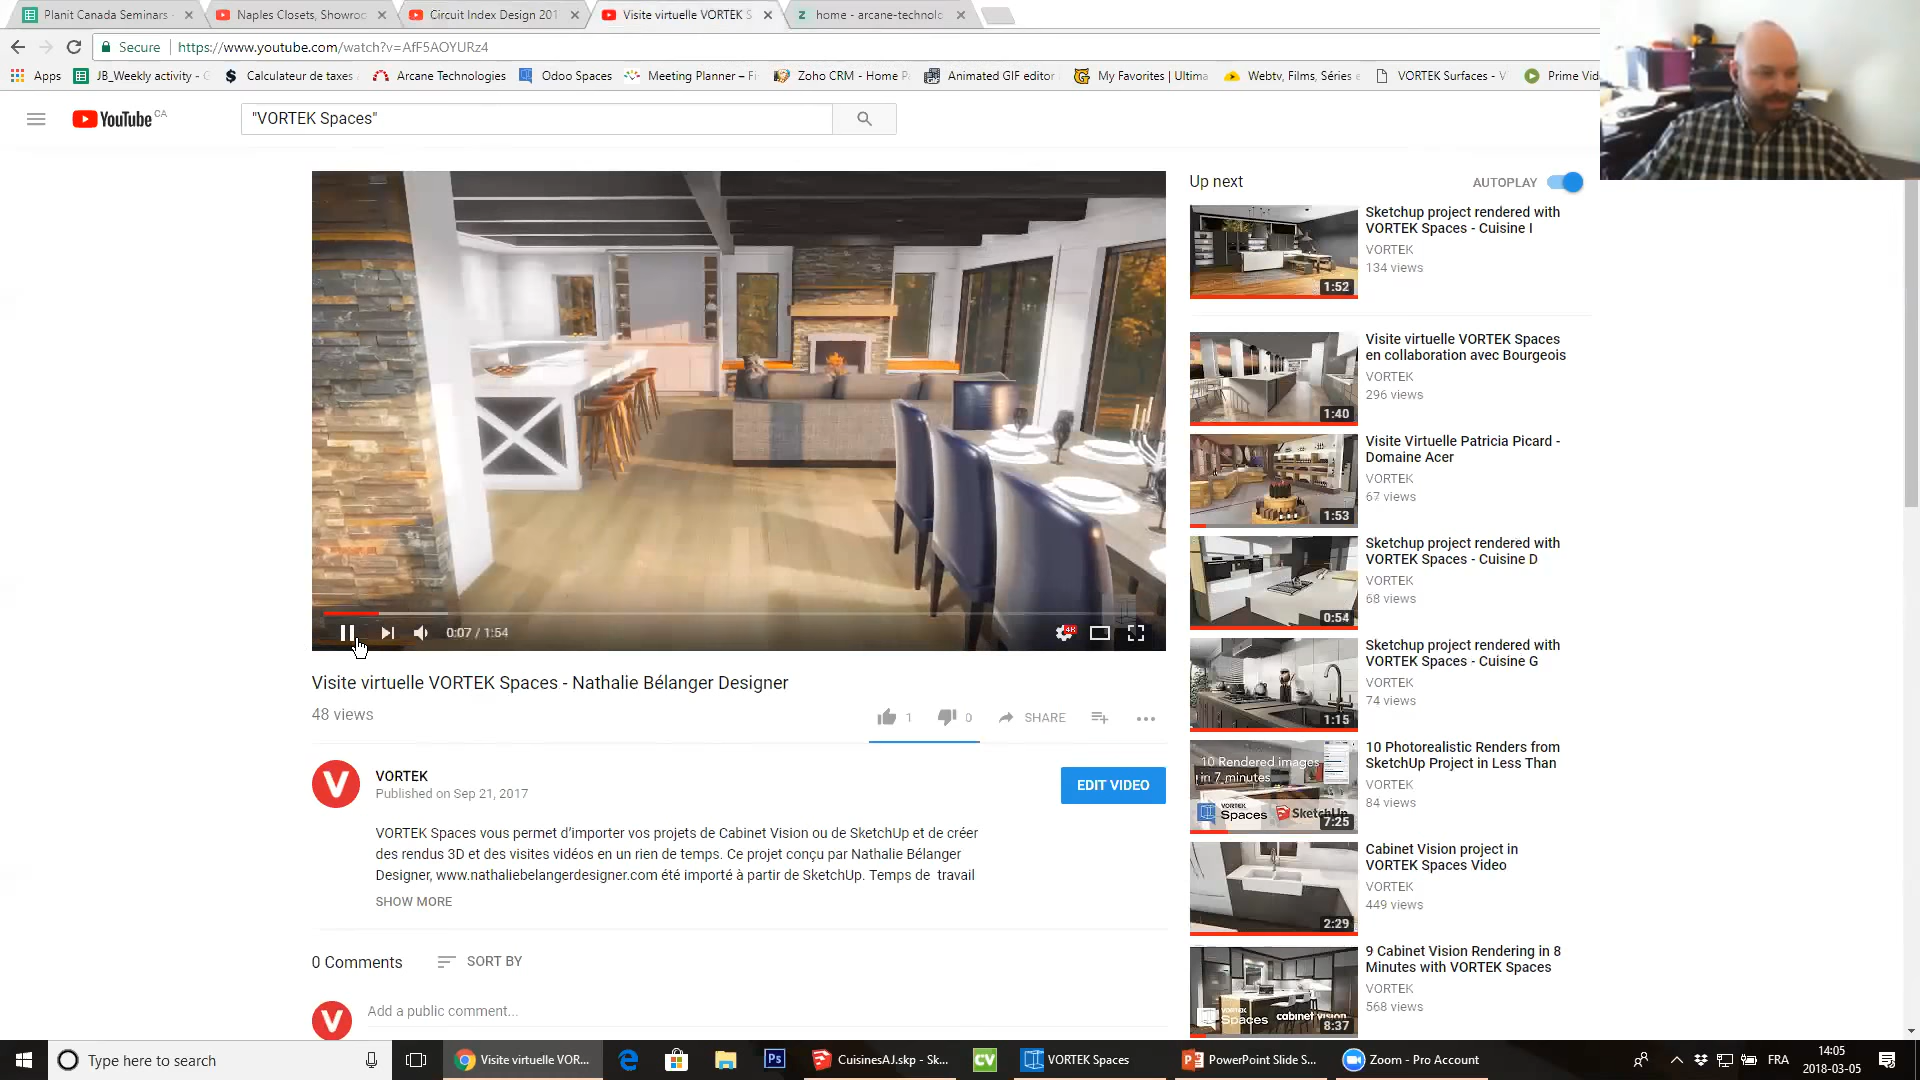 Planit Canada Seminars -
Naples Closets, Showroo
Circuit Index Design 201
Visite virtuelle VORTEK S
home - arcane-technolo
Secure
https://www.youtube.com/watch?v=AfF5AOYURz4
Apps
JB_Weekly activity - G
Calculateur de taxes
Arcane Technologies
Odoo Spaces
Meeting Planner – Fi
Zoho CRM - Home P
Animated GIF editor
My Favorites | Ultima
Webtv, Films, Séries e
VORTEK Surfaces - V
Prime Vid
YouTube CA
"VORTEK Spaces"
Up next
AUTOPLAY
0:07 / 1:54
Visite virtuelle VORTEK Spaces - Nathalie Bélanger Designer
48 views
1
0
SHARE
VORTEK
Published on Sep 21, 2017
EDIT VIDEO
VORTEK Spaces vous permet d'importer vos projets de Cabinet Vision ou de SketchUp et de créer
des rendus 3D et des visites vidéos en un rien de temps. Ce projet conçu par Nathalie Bélanger
Designer, www.nathaliebelangerdesigner.com été importé à partir de SketchUp. Temps de travail
SHOW MORE
0 Comments
SORT BY
Add a public comment...
Sketchup project rendered with
VORTEK Spaces - Cuisine I
VORTEK
134 views
1:52
Visite virtuelle VORTEK Spaces
en collaboration avec Bourgeois
VORTEK
296 views
1:40
Visite Virtuelle Patricia Picard -
Domaine Acer
VORTEK
67 views
1:53
Sketchup project rendered with
VORTEK Spaces - Cuisine D
VORTEK
68 views
0:54
Sketchup project rendered with
VORTEK Spaces - Cuisine G
VORTEK
74 views
1:15
10 Photorealistic Renders from
SketchUp Project in Less Than
VORTEK
84 views
10 Rendered images
in 7 minutes
VORTEK
Spaces
SketchUp
7:25
Cabinet Vision project in
VORTEK Spaces Video
VORTEK
449 views
2:29
9 Cabinet Vision Rendering in 8
Minutes with VORTEK Spaces
VORTEK
568 views
Spaces
cabinet vision
8:37
Type here to search
Visite virtuelle VOR...
Ps
CuisinesAJ.skp - Sk...
CV
VORTEK Spaces
PowerPoint Slide S...
Zoom - Pro Account
FRA
14:05
2018-03-05